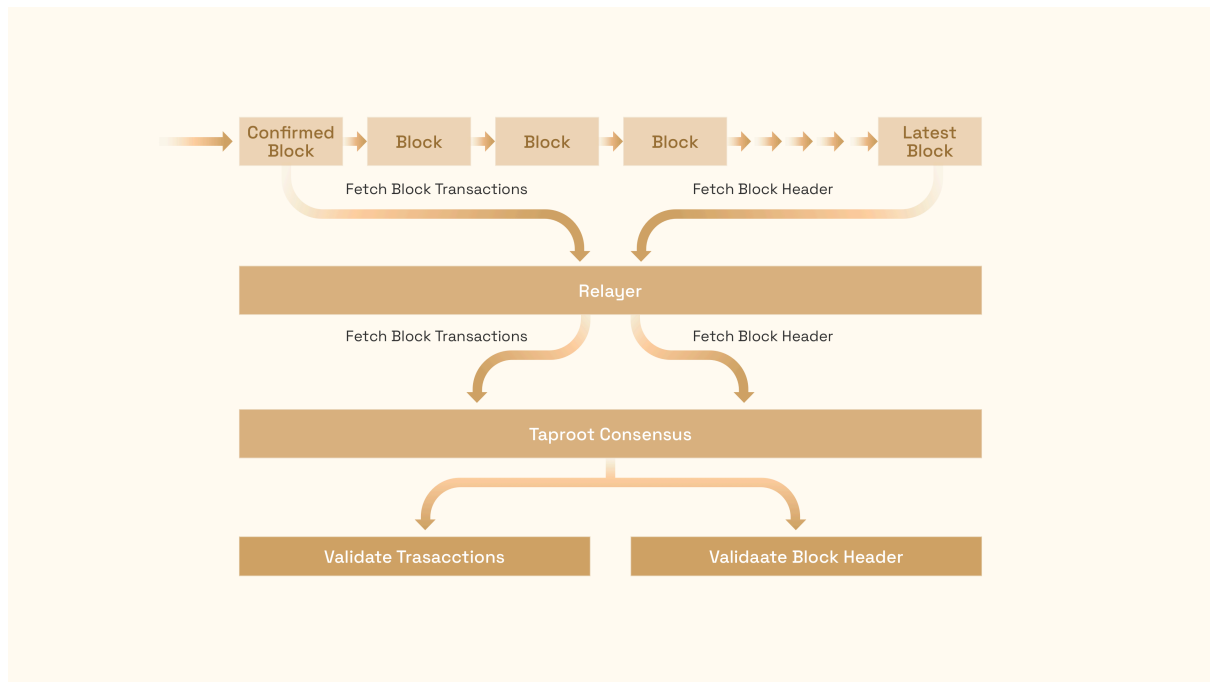 Confirmed
Block
Block
Block
Block
Latest
Block
Fetch Block Transactions
Fetch Block Header
Relayer
Fetch Block Transactions
Fetch Block Header
Taproot Consensus
Validate Trasacctions
Validaate Block Header